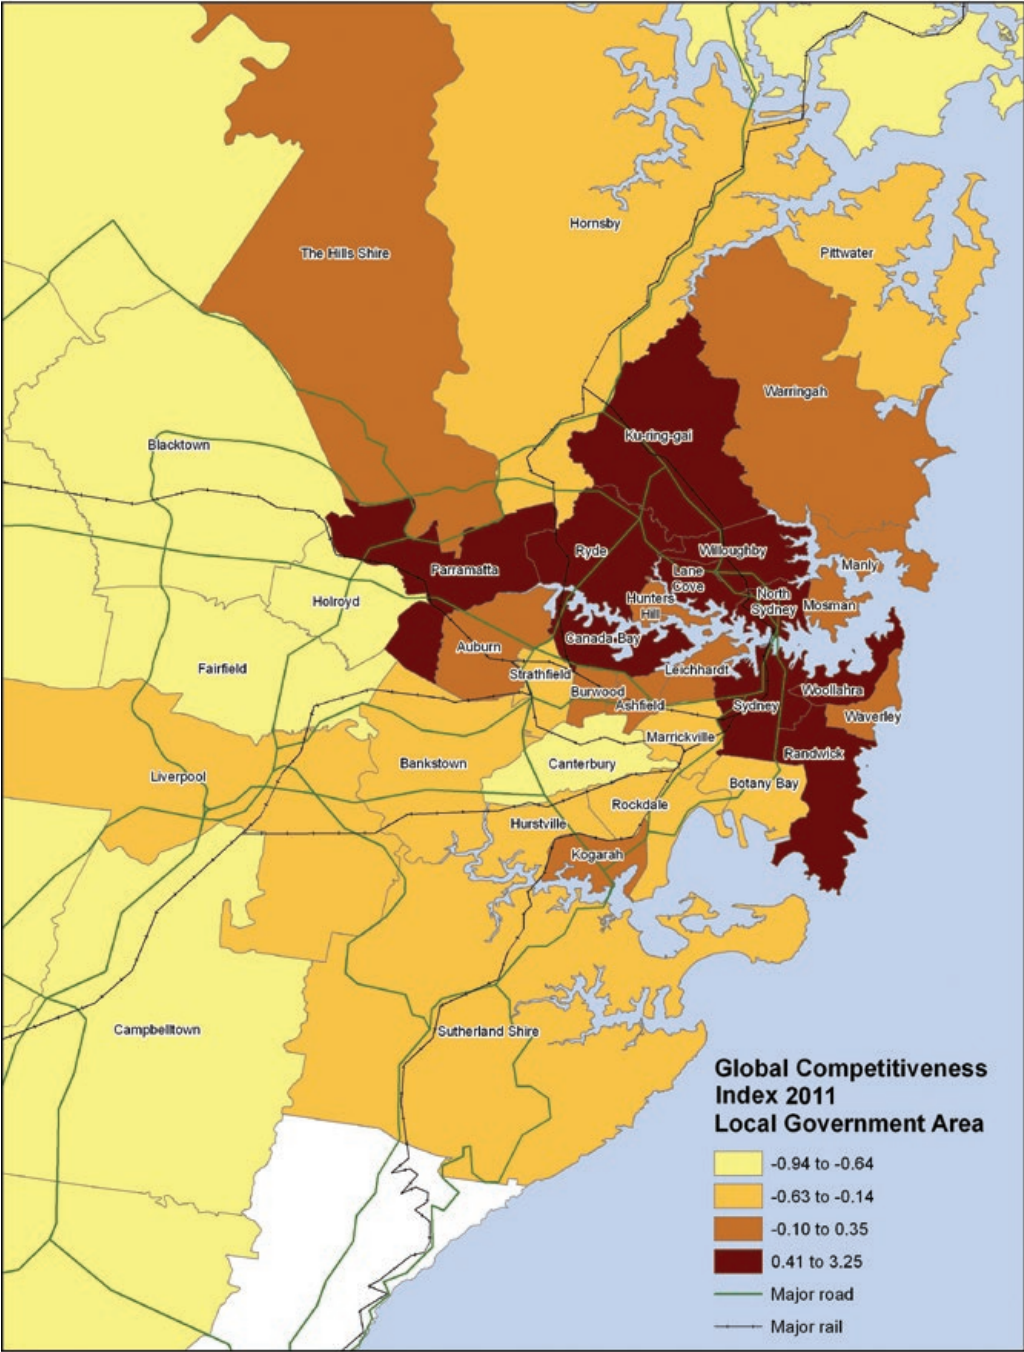 Hornsby
The Hills Shire
Pittwater
Warringah
Ku-ring-gai
Blacktown
Ryde
Willoughby
Parramatta
Lane
Cove
Manly
Holroyd
Hunters
Hill
North
Sydney
Mosman
Canada Bay
Auburn
Fairfield
Strathfield
Leichhardt
Burwood
Woollahra
Ashfield
Sydney
Waverley
Marrickville
Randwick
Liverpool
Bankstown
Canterbury
Botany Bay
Rockdale
Hurstville
Kogarah
Campbelltown
Sutherland Shire
Global Competitiveness
Index 2011
Local Government Area
-0.94 to -0.64
-0.63 to -0.14
-0.10 to 0.35
0.41 to 3.25
Major road
Major rail